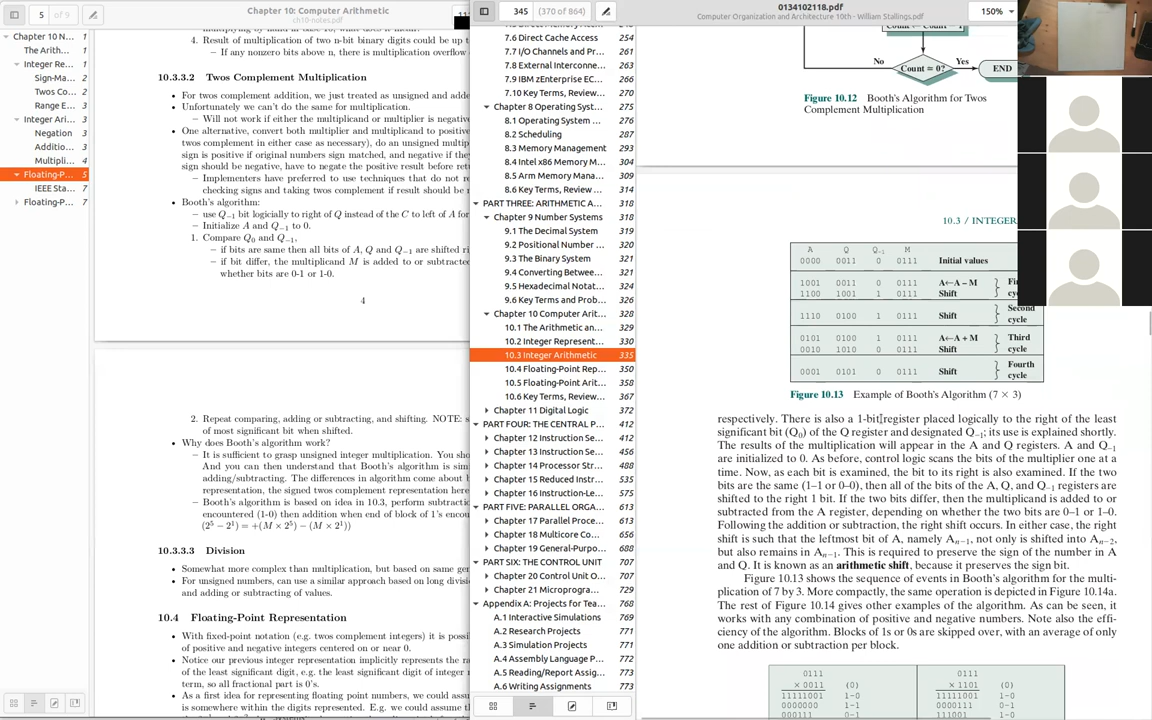 5 of 9
Chapter 10: Computer Arithmetic
ch10-notes.pdf
345 (370 of 864)
0134102118.pdf
Computer Organization and Architecture 10th - William Stallings.pdf
150%
Chapter 10 N... 1
The Arith... 1
Integer Re... 1
Sign-Ma... 2
Twos Co... 2
Range E... 3
Integer Ari... 3
Negation 3
Additio... 3
Multipli... 4
Floating-P... 5
IEEE Sta... 7
Floating-P... 7
4. Result of multiplication of two n-bit binary digits could be up t
– If any nonzero bits above n, there is multiplication overflow
10.3.3.2 Twos Complement Multiplication
• For twos complement addition, we just treated as unsigned and added
• Unfortunately we can't do the same for multiplication.
– Will not work if either the multiplicand or multiplier is negative
• One alternative, convert both multiplier and multiplicand to positive
twos complement in either case as necessary), do an unsigned multip
sign is positive if original numbers sign matched, and negative if they
sign should be negative, have to negate the positive result before retu
– Implementers have preferred to use techniques that do not re
checking signs and taking twos complement if result should be n
• Booth's algorithm:
– use Q−1 bit logicially to right of Q instead of the C to left of A for
– Initialize A and Q−1 to 0.
1. Compare Q0 and Q−1,
– if bits are same then all bits of A, Q and Q−1 are shifted ri
– if bit differ, the multiplicand M is added to or subtracted
whether bits are 0-1 or 1-0.
4
2. Repeat comparing, adding or subtracting, and shifting. NOTE: s
of most significant bit when shifted.
• Why does Booth's algorithm work?
– It is sufficient to grasp unsigned integer multiplication. You sho
And you can then understand that Booth's algorithm is sim
adding/subtracting. The differences in algorithm come about b
representation, the signed twos complement representation here
– Booth's algorithm is based on idea in 10.3, perform subtractio
encountered (1-0) then addition when end of block of 1's encou
(2^5 − 2^1) = +(M × 2^5) − (M × 2^1))
10.3.3.3 Division
• Somewhat more complex than multiplication, but based on same gen
• For unsigned numbers, can use a similar approach based on long divisi
and adding or subtracting of values.
10.4 Floating-Point Representation
• With fixed-point notation (e.g. twos complement integers) it is possi
of positive and negative integers centered on or near 0.
• Notice our previous integer representation implicitly represents the ra
of the least significant digit, e.g. the least significant digit of integer r
term, so all fractional part is 0's.
• As a first idea for representing floating point numbers, we could assu
is somewhere within the digits represented. E.g. we could assume t
7.6 Direct Cache Access 254
7.7 I/O Channels and Pr... 261
7.8 External Interconne... 263
7.9 IBM zEnterprise EC... 266
7.10 Key Terms, Review... 270
Chapter 8 Operating Syst... 275
8.1 Operating System ... 276
8.2 Scheduling 287
8.3 Memory Management 293
8.4 Intel x86 Memory M... 304
8.5 Arm Memory Mana... 309
8.6 Key Terms, Review ... 314
PART THREE: ARITHMETIC A... 318
Chapter 9 Number Systems 318
9.1 The Decimal System 319
9.2 Positional Number ... 320
9.3 The Binary System 321
9.4 Converting Betwee... 321
9.5 Hexadecimal Notat... 324
9.6 Key Terms and Prob... 326
Chapter 10 Computer Arit... 328
10.1 The Arithmetic an... 329
10.2 Integer Represent... 330
10.3 Integer Arithmetic 335
10.4 Floating-Point Rep... 350
10.5 Floating-Point Arit... 358
10.6 Key Terms, Review... 367
Chapter 11 Digital Logic 372
PART FOUR: THE CENTRAL P... 412
Chapter 12 Instruction Se... 412
Chapter 13 Instruction Se... 456
Chapter 14 Processor Str... 488
Chapter 15 Reduced Instr... 535
Chapter 16 Instruction-Le... 575
PART FIVE: PARALLEL ORGA... 613
Chapter 17 Parallel Proce... 613
Chapter 18 Multicore Co... 656
Chapter 19 General-Purpo... 688
PART SIX: THE CONTROL UNIT 707
Chapter 20 Control Unit O... 707
Chapter 21 Microprogra... 729
Appendix A: Projects for Tea... 768
A.1 Interactive Simulations 769
A.2 Research Projects 771
A.3 Simulation Projects 771
A.4 Assembly Language P... 772
A.5 Reading/Report Assig... 773
A.6 Writing Assignments 773
No Count = 0? Yes END
Figure 10.12 Booth's Algorithm for Twos
Complement Multiplication
10.3 / INTEGER
A Q Q−1 M
0000 0011 0 0111 Initial values
1001 0011 0 0111 A←A − M
1100 1001 1 0111 Shift
1110 0100 1 0111 Shift Second cycle
0101 0100 1 0111 A←A + M Third
0010 1010 0 0111 Shift cycle
0001 0101 0 0111 Shift Fourth cycle
Figure 10.13 Example of Booth's Algorithm (7 × 3)
respectively. There is also a 1-bit register placed logically to the right of the least
significant bit (Q0) of the Q register and designated Q−1; its use is explained shortly.
The results of the multiplication will appear in the A and Q registers. A and Q−1
are initialized to 0. As before, control logic scans the bits of the multiplier one at a
time. Now, as each bit is examined, the bit to its right is also examined. If the two
bits are the same (1–1 or 0–0), then all of the bits of the A, Q, and Q−1 registers are
shifted to the right 1 bit. If the two bits differ, then the multiplicand is added to or
subtracted from the A register, depending on whether the two bits are 0–1 or 1–0.
Following the addition or subtraction, the right shift occurs. In either case, the right
shift is such that the leftmost bit of A, namely An−1, not only is shifted into An−2,
but also remains in An−1. This is required to preserve the sign of the number in A
and Q. It is known as an arithmetic shift, because it preserves the sign bit.
Figure 10.13 shows the sequence of events in Booth's algorithm for the multi-
plication of 7 by 3. More compactly, the same operation is depicted in Figure 10.14a.
The rest of Figure 10.14 gives other examples of the algorithm. As can be seen, it
works with any combination of positive and negative numbers. Note also the effi-
ciency of the algorithm. Blocks of 1s or 0s are skipped over, with an average of only
one addition or subtraction per block.
0111 0111
× 0011 (0) × 1101 (0)
11111001 1–0 11111001 1–0
0000000 1–1 0000111 0–1
000111 0–1 111001 1–0